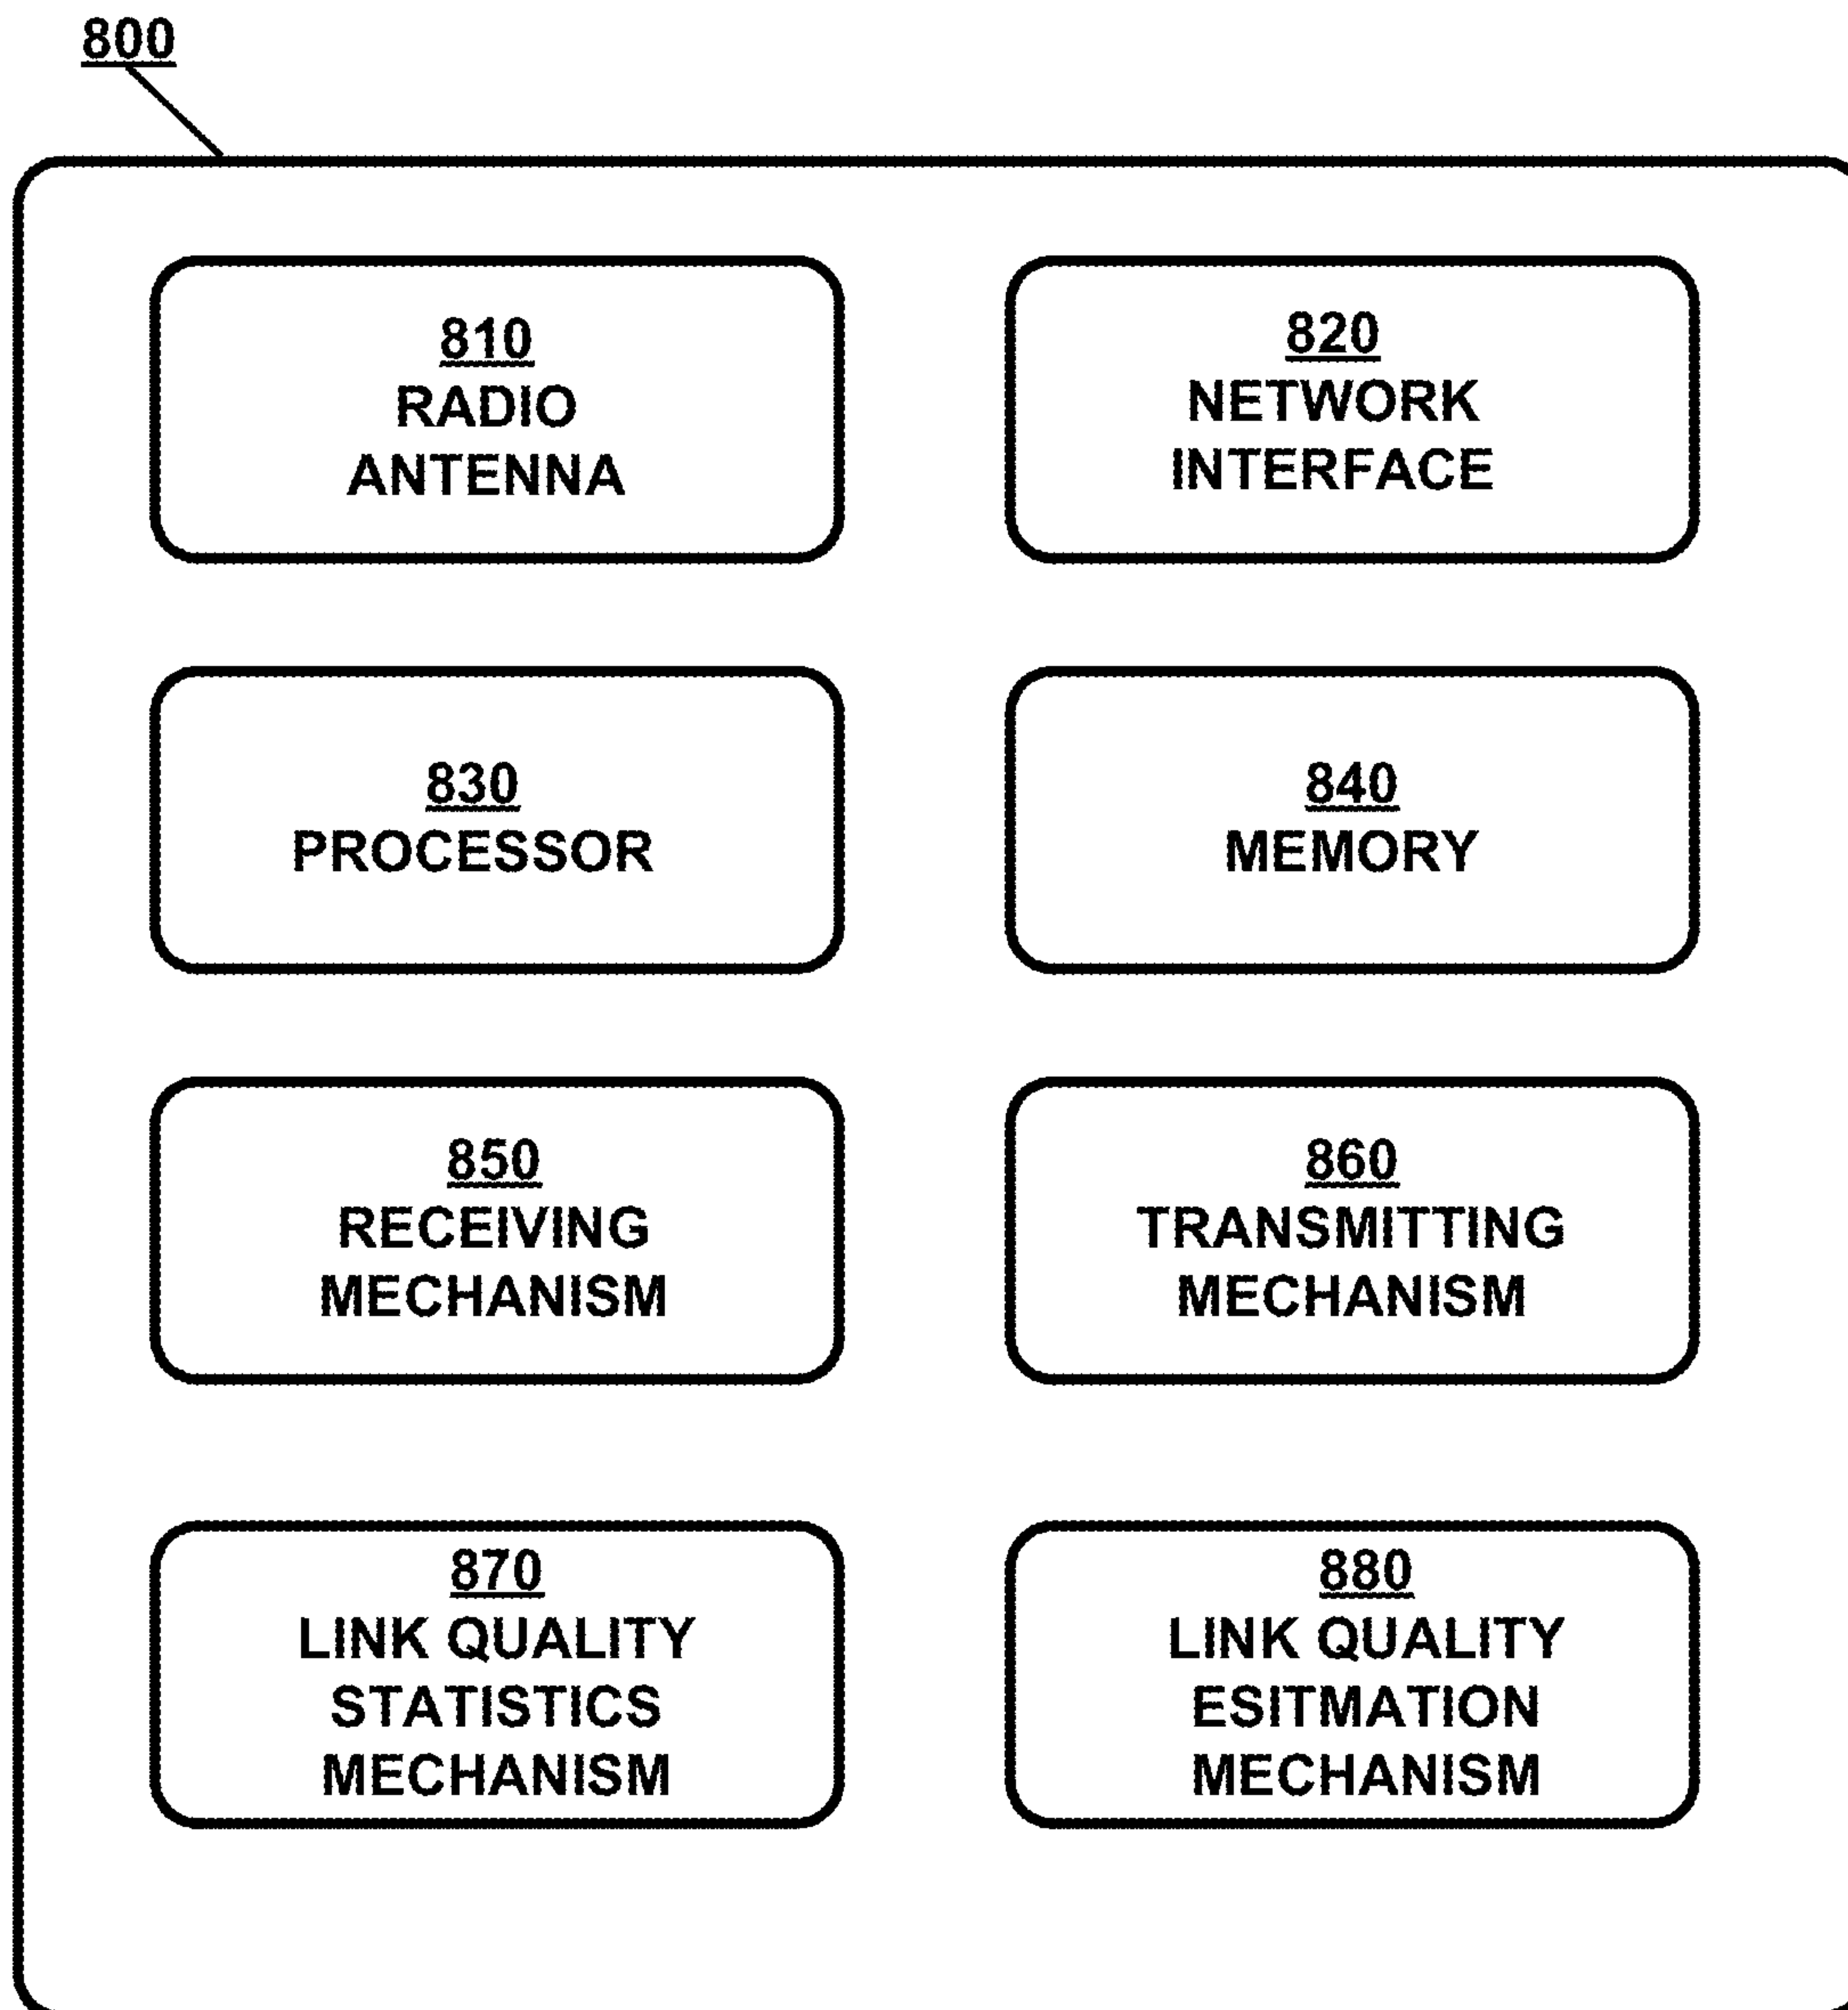 800
810
RADIO
ANTENNA
820
NETWORK
INTERFACE
830
PROCESSOR
840
MEMORY
850
RECEIVING
MECHANISM
860
TRANSMITTING
MECHANISM
870
LINK QUALITY
STATISTICS
MECHANISM
880
LINK QUALITY
ESITMATION
MECHANISM